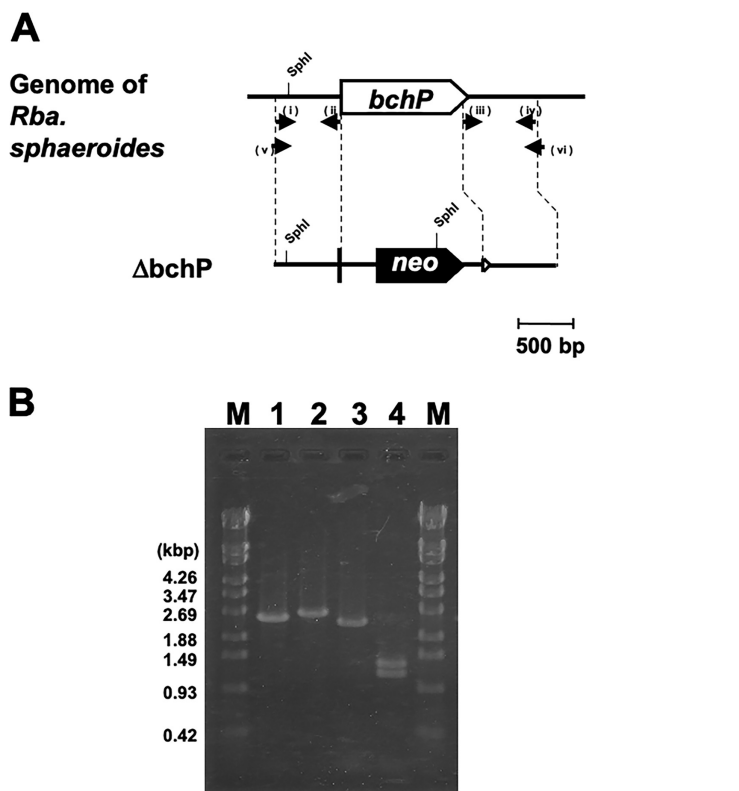 A
Genome of
Rba.
sphaeroides
SphI
bchP
(i)
(ii
(iii)
(iv)
(v)
(vi)
SphI
SphI
ΔbchP
neo
500 bp
B
M 1 2 3 4 M
(kbp)
4.26
3.47
2.69
1.88
1.49
0.93
0.42